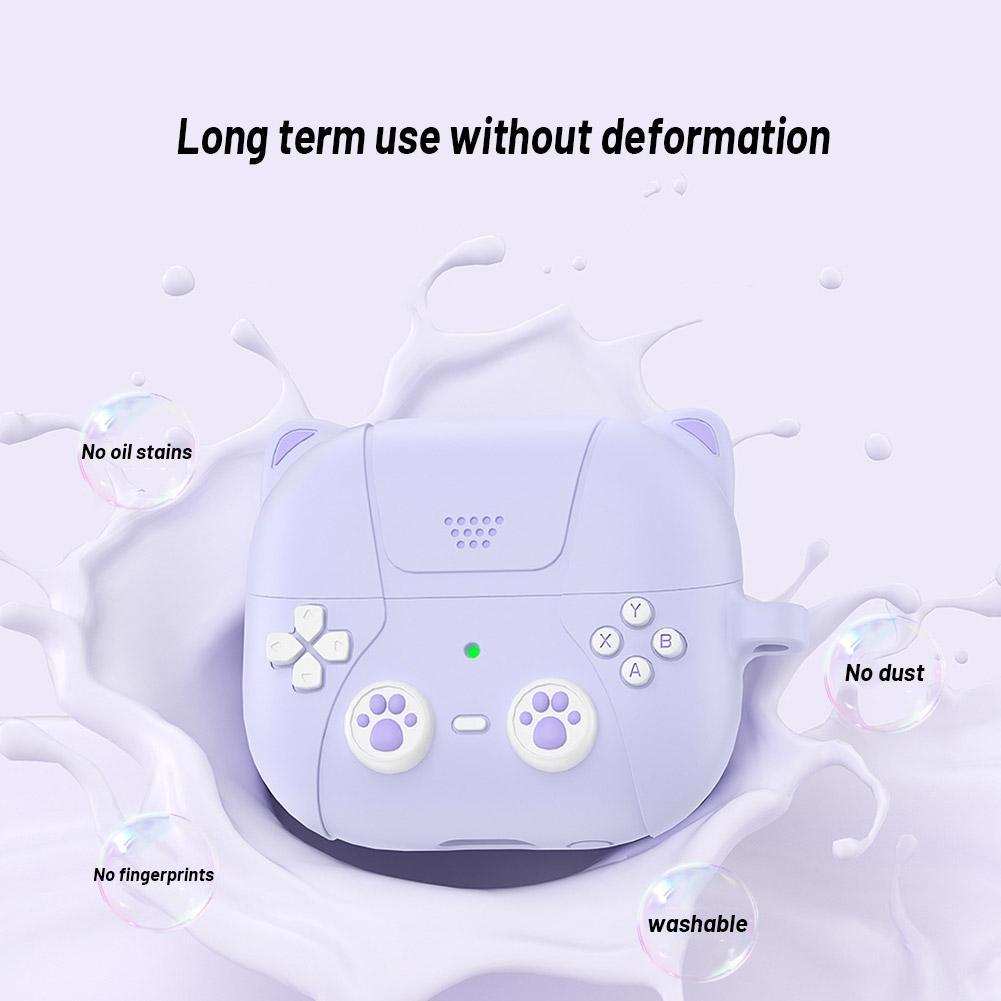 Long term use without deformation
No oil stains
Y
X
B
A
No dust
No fingerprints
washable